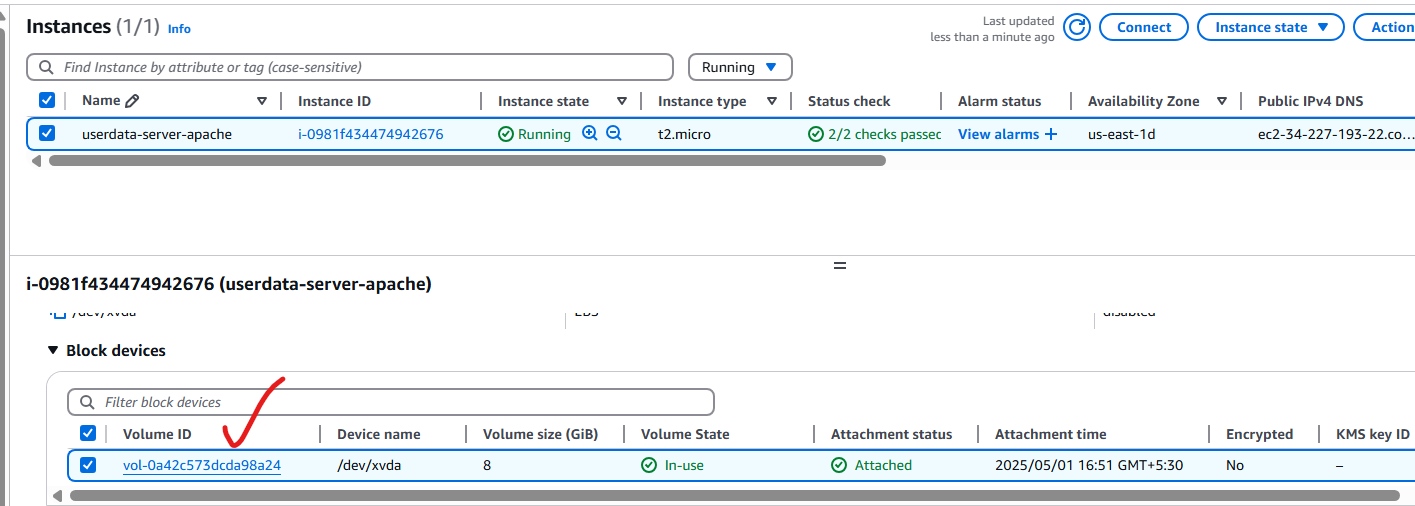 Instances (1/1) Info
Last updated
less than a minute ago
Connect
Instance state
Action
Find Instance by attribute or tag (case-sensitive)
Running
Name Instance ID Instance state Instance type Status check Alarm status Availability Zone Public IPv4 DNS
userdata-server-apache i-0981f434474942676 Running t2.micro 2/2 checks passec View alarms + us-east-1d ec2-34-227-193-22.co...
i-0981f434474942676 (userdata-server-apache)
/dev/xvda EBS disabled
Block devices
Filter block devices
Volume ID Device name Volume size (GiB) Volume State Attachment status Attachment time Encrypted KMS key ID
vol-0a42c573dcda98a24 /dev/xvda 8 In-use Attached 2025/05/01 16:51 GMT+5:30 No –